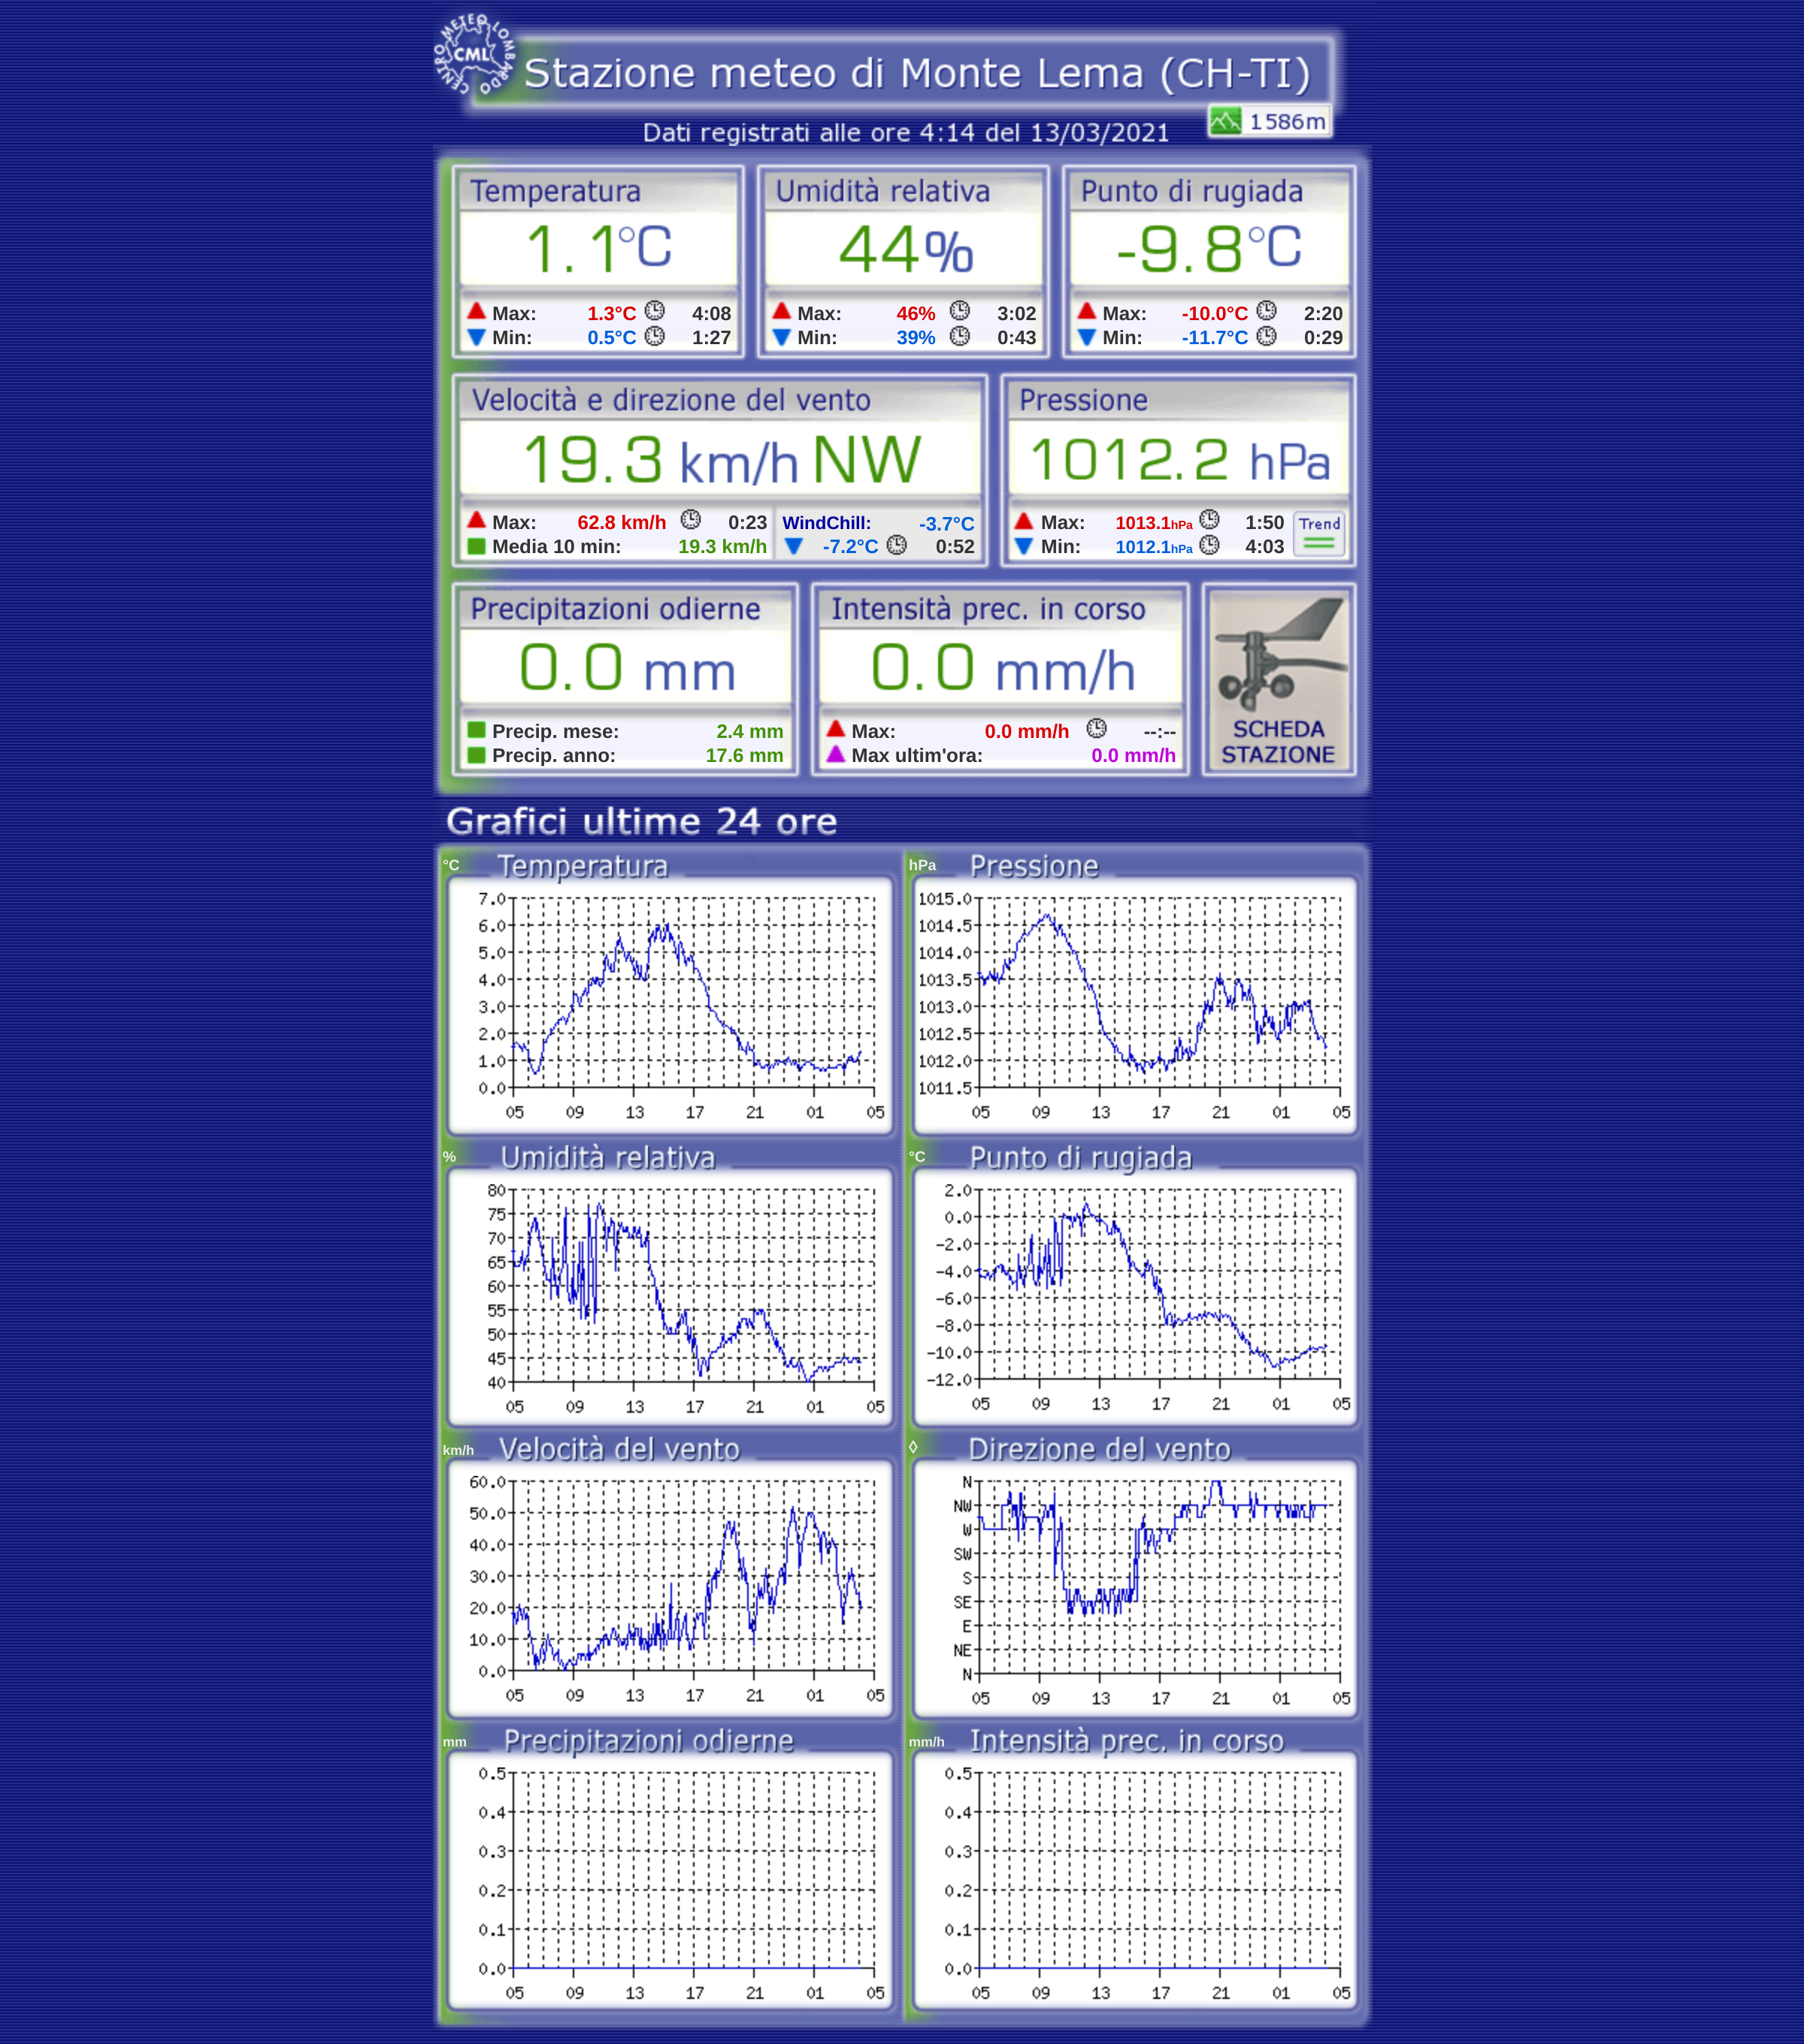 CENTRO METEO LOMBARDO
CML
Stazione meteo di Monte Lema (CH-TI)
1586m
Dati registrati alle ore 4:14 del 13/03/2021
Temperatura Umidità relativa Punto di rugiada
1.1°C 44% -9.8°C
Max: 1.3°C 4:08 Max: 46% 3:02 Max: -10.0°C 2:20
Min: 0.5°C 1:27 Min: 39% 0:43 Min: -11.7°C 0:29
Velocità e direzione del vento Pressione
19.3 km/h NW 1012.2 hPa
Max: 62.8 km/h 0:23 WindChill: -3.7°C Max: 1013.1hPa 1:50 Trend
Media 10 min: 19.3 km/h -7.2°C 0:52 Min: 1012.1hPa 4:03
Precipitazioni odierne Intensità prec. in corso
0.0 mm 0.0 mm/h
Precip. mese: 2.4 mm Max: 0.0 mm/h --:-- SCHEDA
Precip. anno: 17.6 mm Max ultim'ora: 0.0 mm/h STAZIONE
Grafici ultime 24 ore
°C Temperatura
7.0
6.0
5.0
4.0
3.0
2.0
1.0
0.0
05 09 13 17 21 01 05
hPa Pressione
1015.0
1014.5
1014.0
1013.5
1013.0
1012.5
1012.0
1011.5
05 09 13 17 21 01 05
% Umidità relativa
80
75
70
65
60
55
50
45
40
05 09 13 17 21 01 05
°C Punto di rugiada
2.0
0.0
-2.0
-4.0
-6.0
-8.0
-10.0
-12.0
05 09 13 17 21 01 05
km/h Velocità del vento
60.0
50.0
40.0
30.0
20.0
10.0
0.0
05 09 13 17 21 01 05
◊ Direzione del vento
N
NW
W
SW
S
SE
E
NE
N
05 09 13 17 21 01 05
mm Precipitazioni odierne
0.5
0.4
0.3
0.2
0.1
0.0
05 09 13 17 21 01 05
mm/h Intensità prec. in corso
0.5
0.4
0.3
0.2
0.1
0.0
05 09 13 17 21 01 05